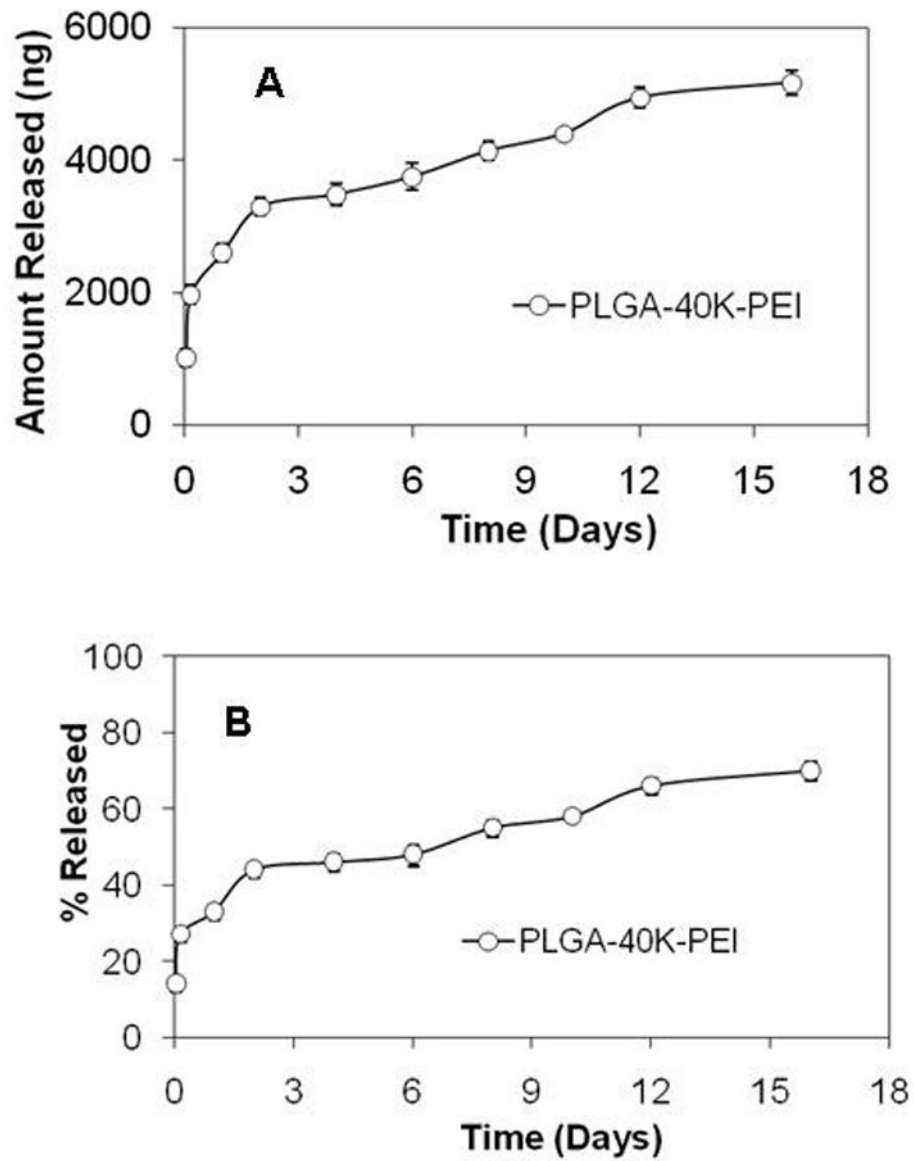 6000
A
4000
2000
PLGA-40K-PEI
0
Amount Released (ng)
0 3 6 9 12 15 18
Time (Days)
100
B
80
60
40
PLGA-40K-PEI
20
0
% Released
0 3 6 9 12 15 18
Time (Days)